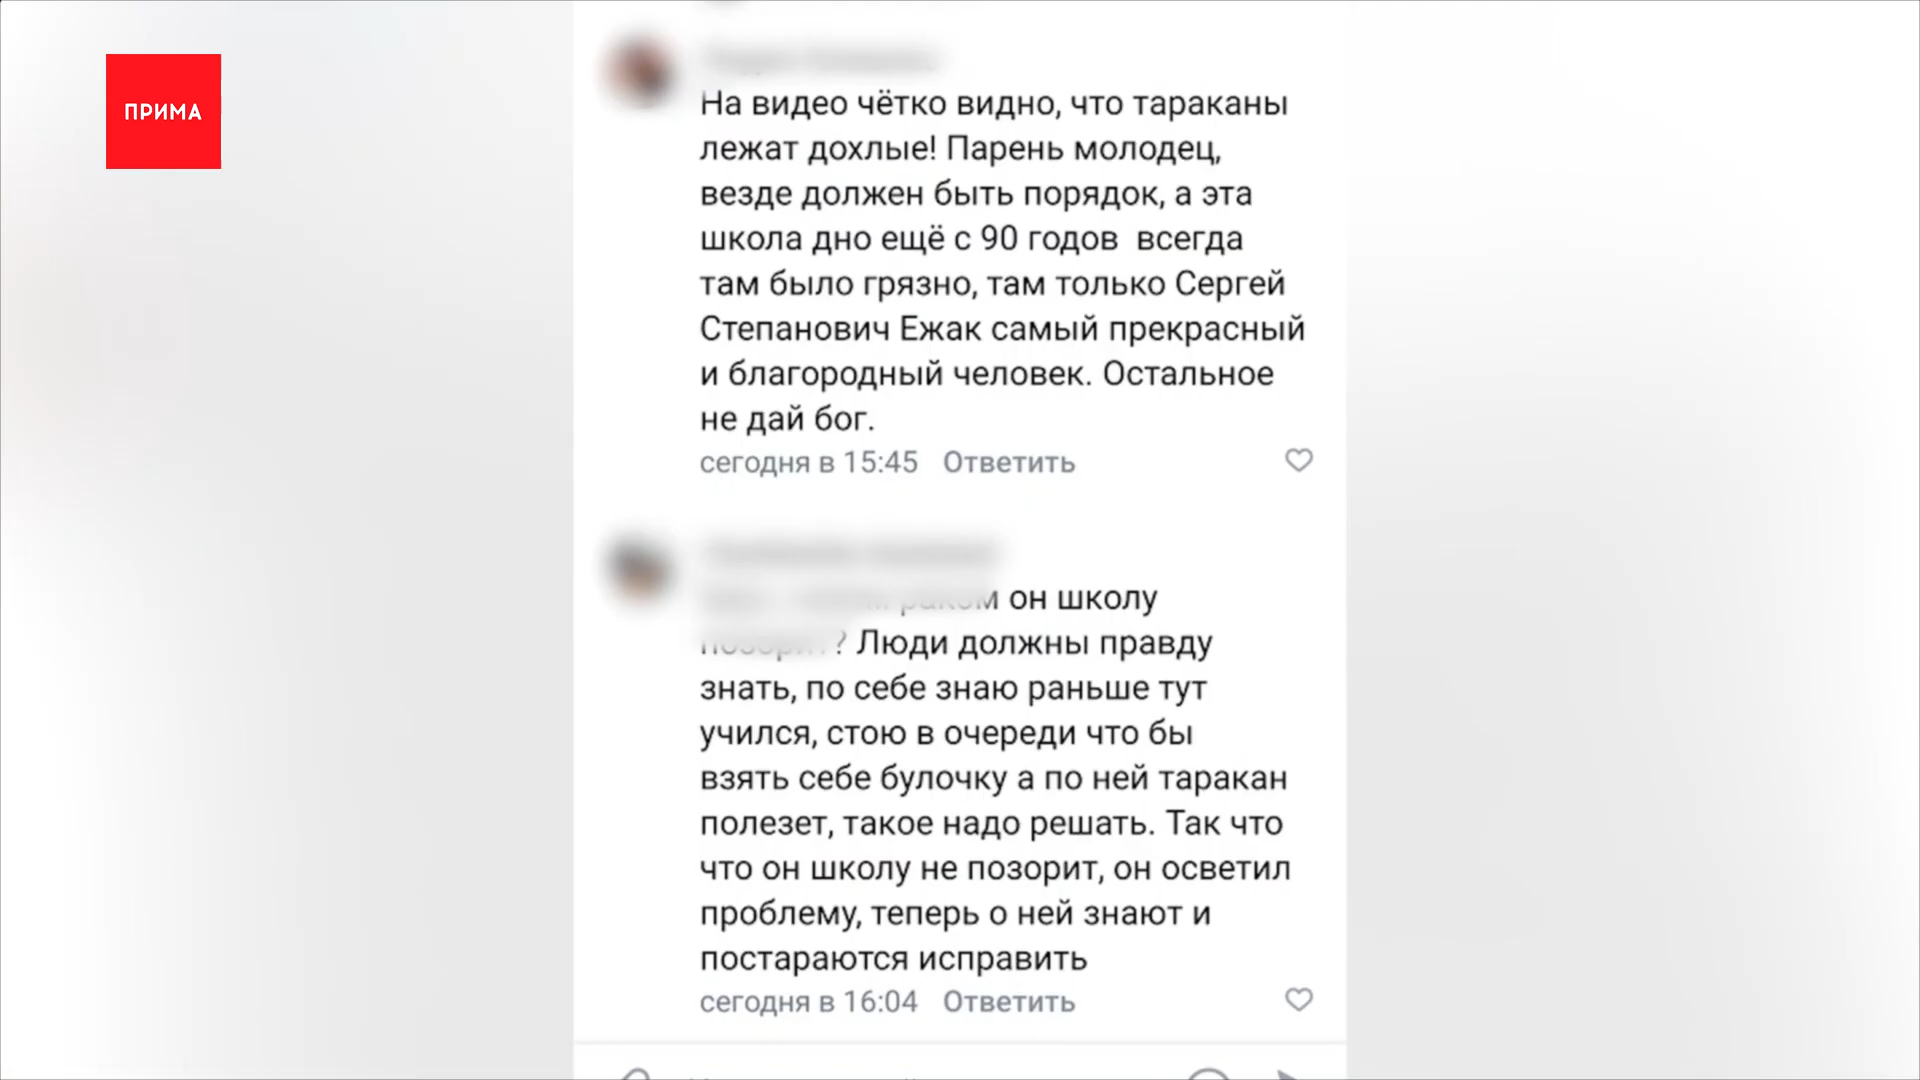 ПРИМА
На видео чётко видно, что тараканы
лежат дохлые! Парень молодец,
везде должен быть порядок, а эта
школа дно ещё с 90 годов всегда
там было грязно, там только Сергей
Степанович Ежак самый прекрасный
и благородный человек. Остальное
не дай бог.
сегодня в 15:45 Ответить
он школу
? Люди должны правду
знать, по себе знаю раньше тут
учился, стою в очереди что бы
взять себе булочку а по ней таракан
полезет, такое надо решать. Так что
что он школу не позорит, он осветил
проблему, теперь о ней знают и
постараются исправить
сегодня в 16:04 Ответить